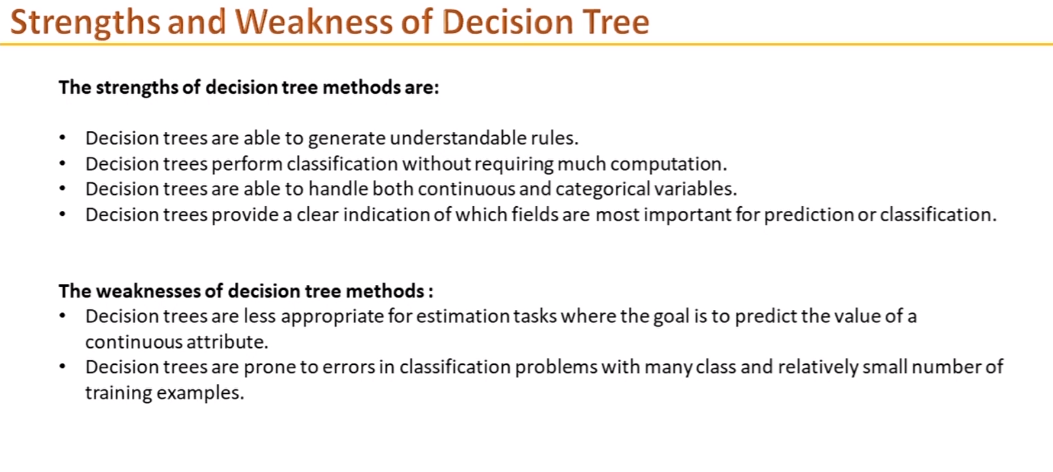 Strengths and Weakness of Decision Tree
The strengths of decision tree methods are:
• Decision trees are able to generate understandable rules.
• Decision trees perform classification without requiring much computation.
• Decision trees are able to handle both continuous and categorical variables.
• Decision trees provide a clear indication of which fields are most important for prediction or classification.
The weaknesses of decision tree methods :
• Decision trees are less appropriate for estimation tasks where the goal is to predict the value of a
continuous attribute.
• Decision trees are prone to errors in classification problems with many class and relatively small number of
training examples.